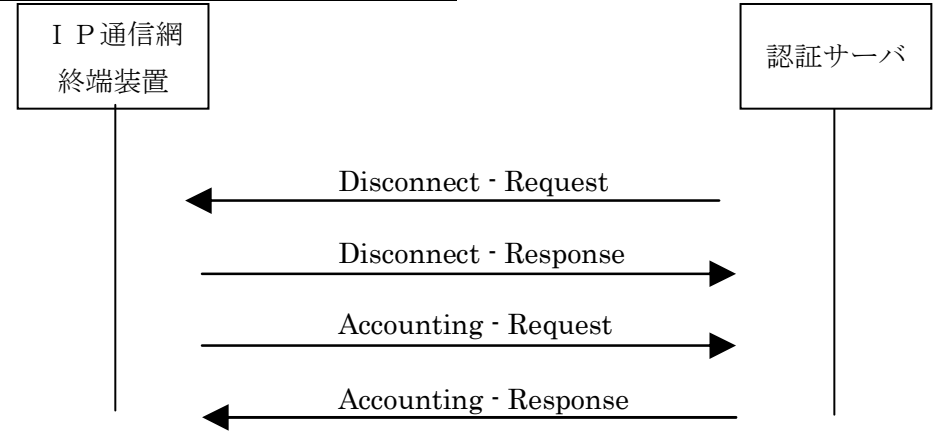 ＩＰ通信網
終端装置
認証サーバ
Disconnect - Request
Disconnect - Response
Accounting - Request
Accounting - Response